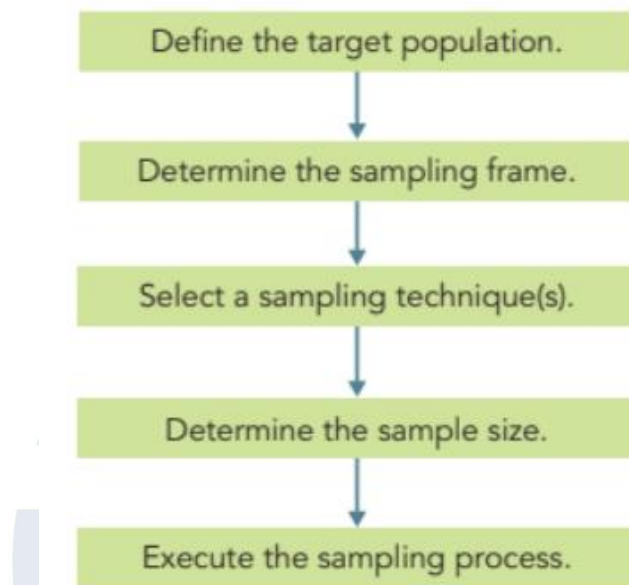 Define the target population.
Determine the sampling frame.
Select a sampling technique(s).
Determine the sample size.
Execute the sampling process.